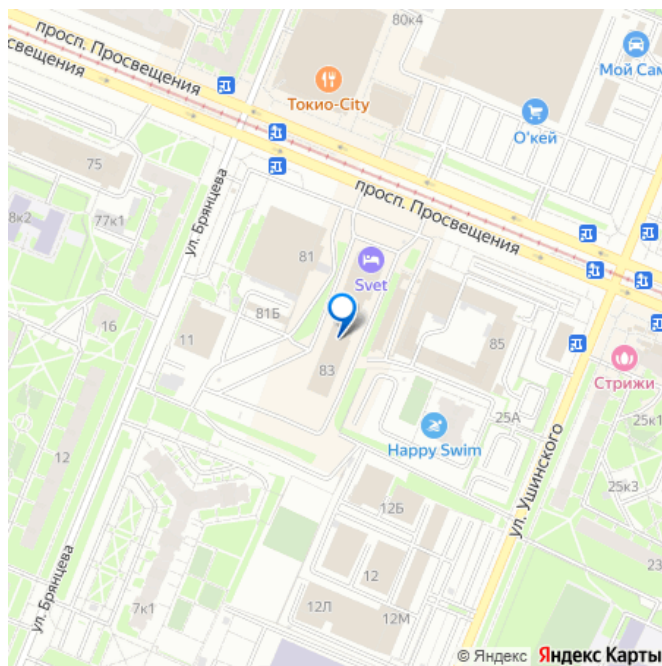 80к4
просп. Просвещения
Мой Сам
свещения
Токио-City
О'кей
75
просп. Просвещения
ул. Брянцева
8к2
77к1
81
Svet
81Б
16
11
85
83
Стрижи
25А
25к1
Happy Swim
12
ул. Ушинского
25к3
12Б
23
12
ул. Брянцева
7к1
12Л
12М
© Яндекс Яндекс Карты